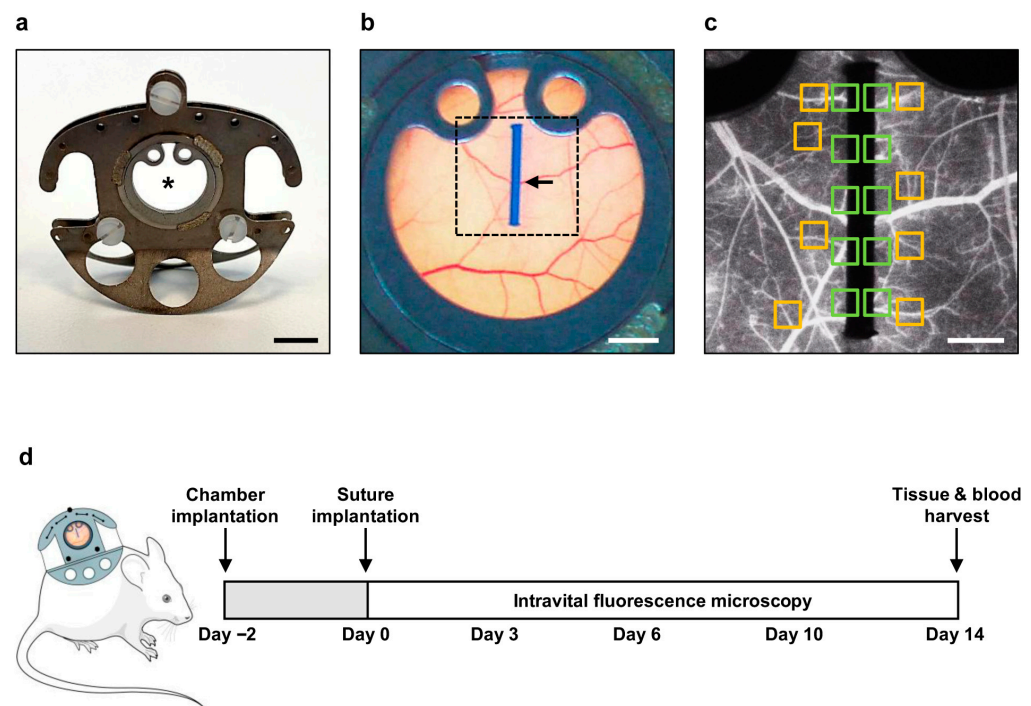 a
b
c
*
d
Chamber
implantation
Suture
implantation
Tissue & blood
harvest
Intravital fluorescence microscopy
Day −2
Day 0
Day 3
Day 6
Day 10
Day 14